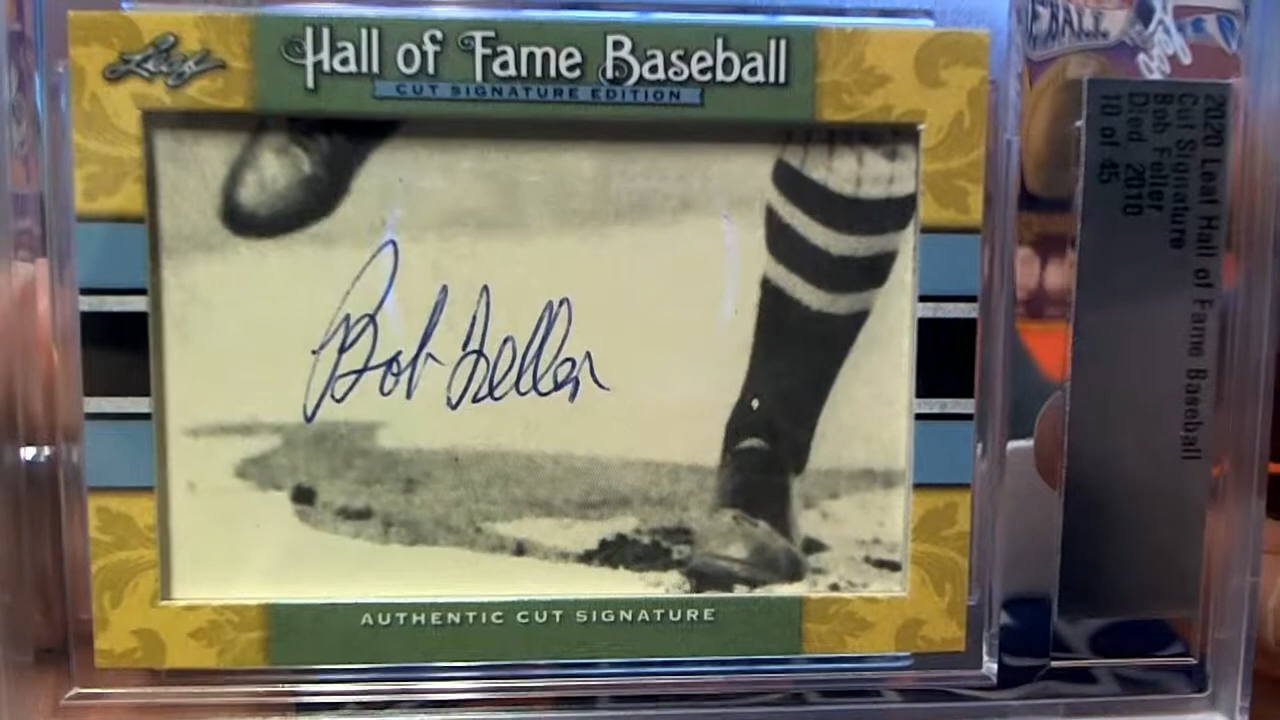 Leaf
Hall of Fame Baseball
CUT SIGNATURE EDITION
Bob Feller
AUTHENTIC CUT SIGNATURE
2020 Leaf Hall of Fame Baseball
Cut Signature
Bob Feller
Died 2010
10 of 45
EBALL